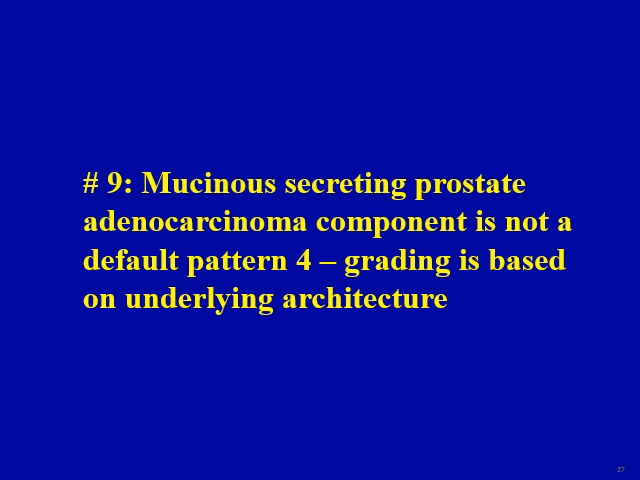 # 9: Mucinous secreting prostate
adenocarcinoma component is not a
default pattern 4 – grading is based
on underlying architecture
27